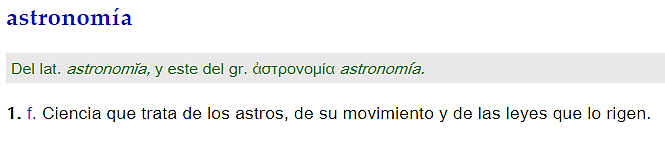 astronomía
Del lat. astronomĭa, y este del gr. ἀστρονομία astronomía.
1. f. Ciencia que trata de los astros, de su movimiento y de las leyes que lo rigen.